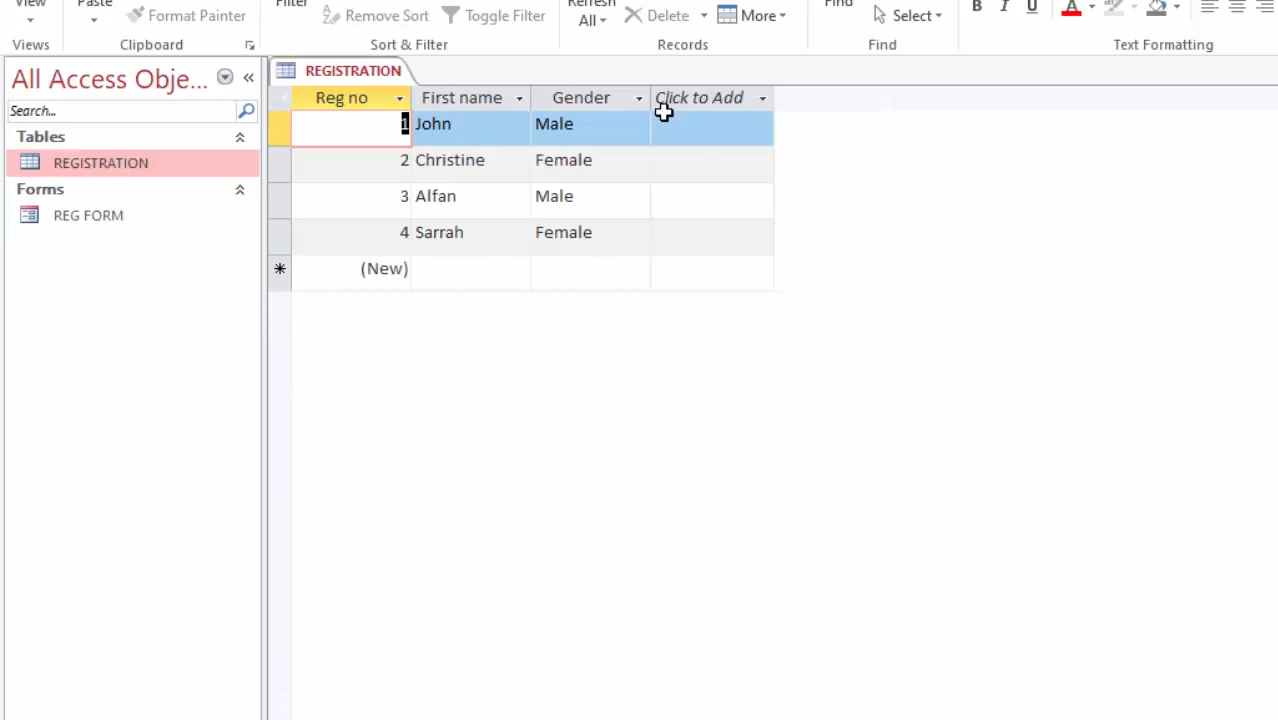 View Paste Filter Refresh Find
Format Painter Remove Sort Toggle Filter All Delete More Select B I U A
Views Clipboard Sort & Filter Records Find Text Formatting
All Access Obje... «
REGISTRATION
Search...
Reg no First name Gender Click to Add
1 John Male
Tables
REGISTRATION
2 Christine Female
Forms
3 Alfan Male
REG FORM
4 Sarrah Female
(New)